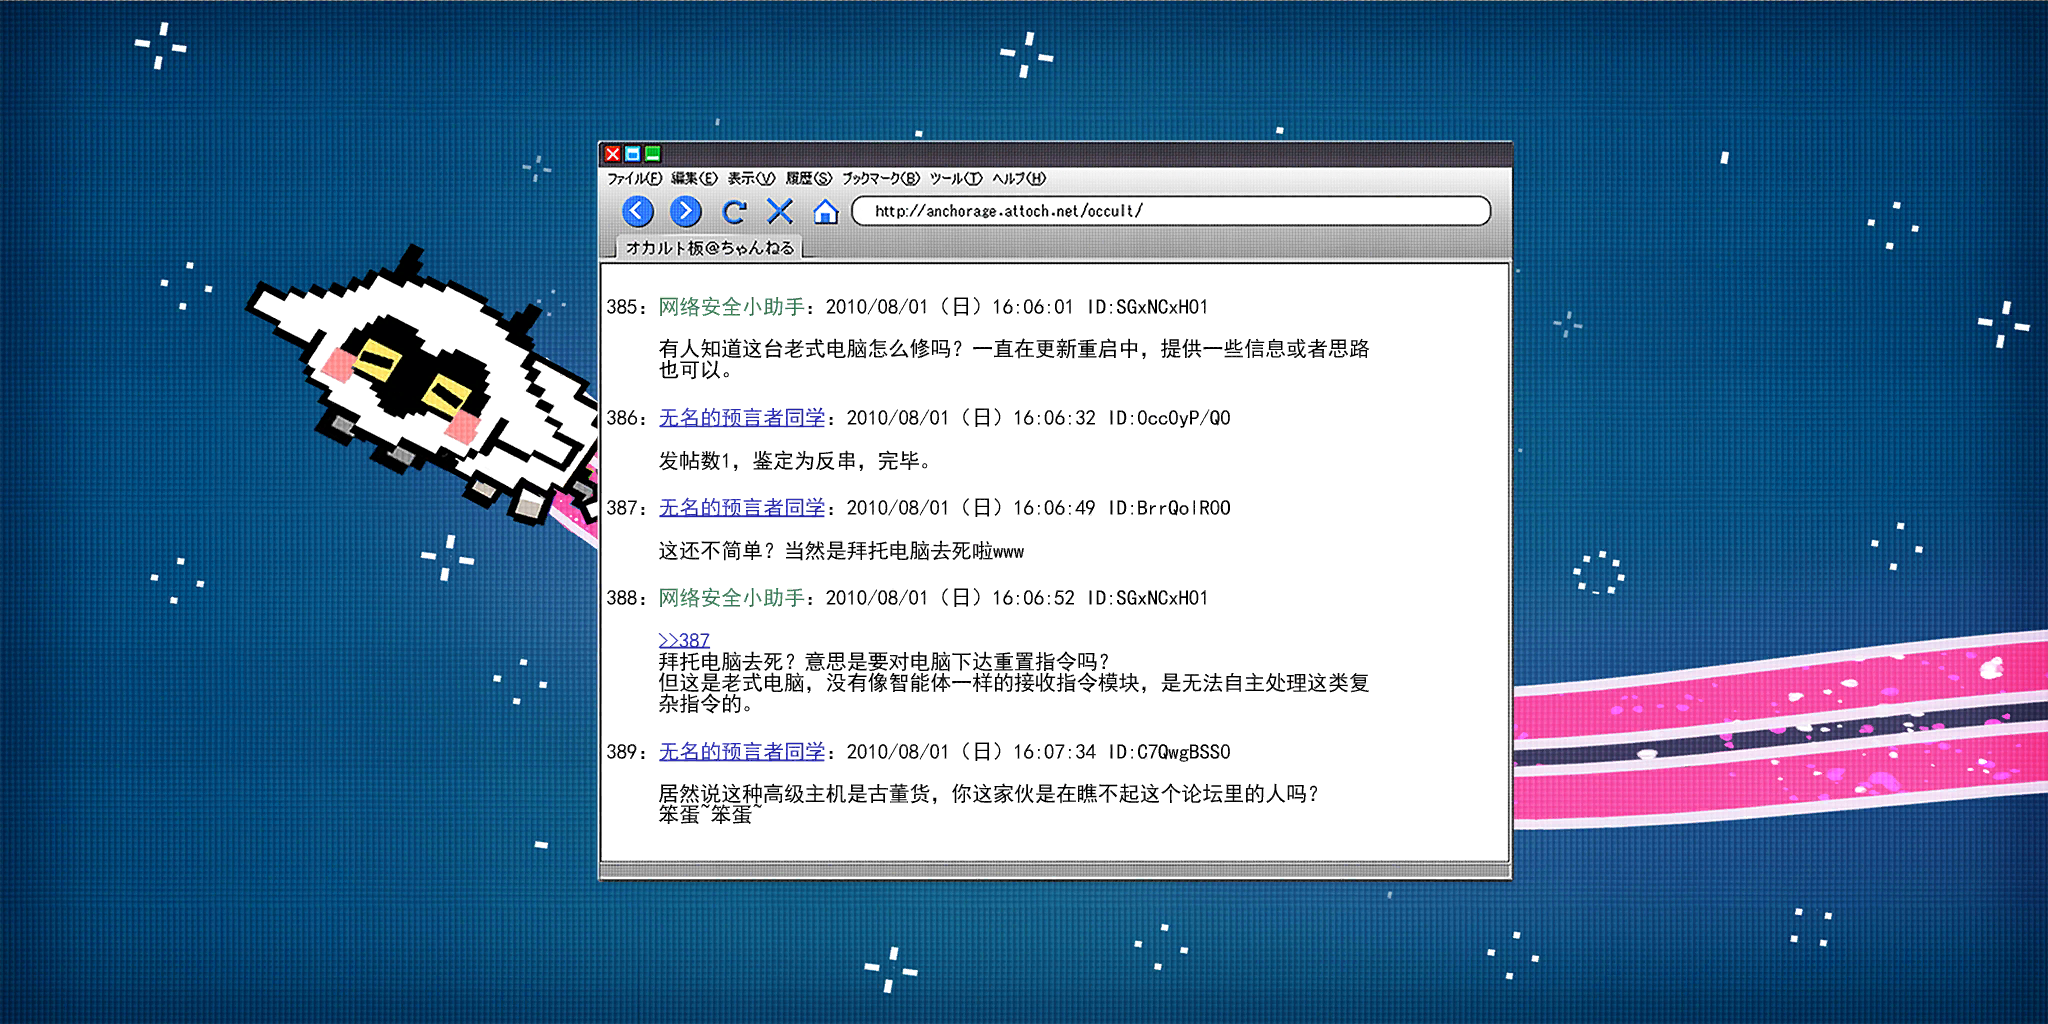 ファイル(F) 編集(E) 表示(V) 履歴(S) ブックマーク(B) ツール(T) ヘルプ(H)
http://anchorage.attoch.net/occult/
オカルト板@ちゃんねる
385: 网络安全小助手: 2010/08/01 (日) 16:06:01 ID:SGxNCxHO1
有人知道这台老式电脑怎么修吗? 一直在更新重启中, 提供一些信息或者思路
也可以。
386: 无名的预言者同学: 2010/08/01 (日) 16:06:32 ID:OccOyP/QO
发帖数1, 鉴定为反串, 完毕。
387: 无名的预言者同学: 2010/08/01 (日) 16:06:49 ID:BrrQolROO
这还不简单? 当然是拜托电脑去死啦www
388: 网络安全小助手: 2010/08/01 (日) 16:06:52 ID:SGxNCxHO1
>>387
拜托电脑去死? 意思是要对电脑下达重置指令吗?
但这是老式电脑, 没有像智能体一样的接收指令模块, 是无法自主处理这类复
杂指令的。
389: 无名的预言者同学: 2010/08/01 (日) 16:07:34 ID:C7QwgBSSO
居然说这种高级主机是古董货, 你这家伙是在瞧不起这个论坛里的人吗?
笨蛋~笨蛋~